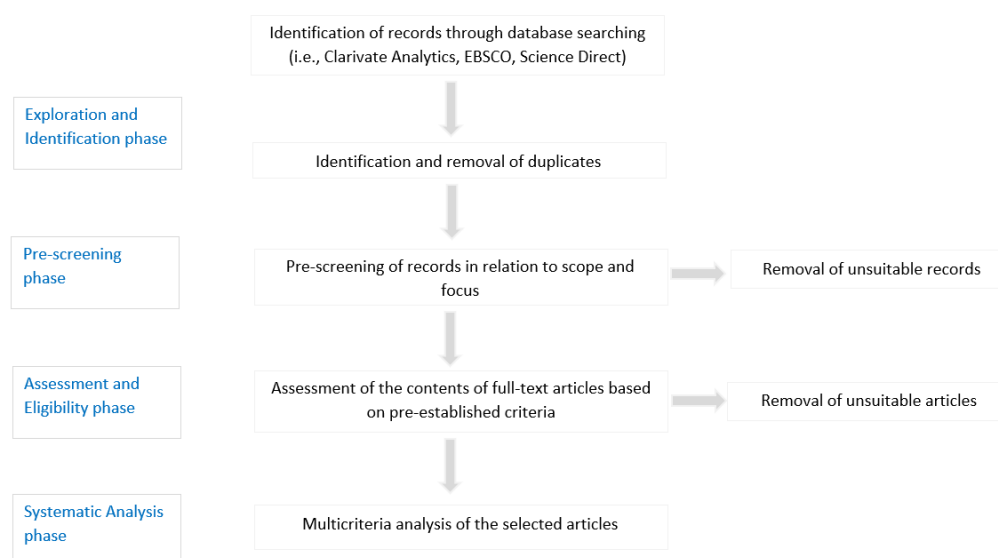 Identification of records through database searching
(i.e., Clarivate Analytics, EBSCO, Science Direct)
Exploration and
Identification phase
Identification and removal of duplicates
Pre-screening
phase
Pre-screening of records in relation to scope and
focus
Removal of unsuitable records
Assessment and
Eligibility phase
Assessment of the contents of full-text articles based
on pre-established criteria
Removal of unsuitable articles
Systematic Analysis
phase
Multicriteria analysis of the selected articles